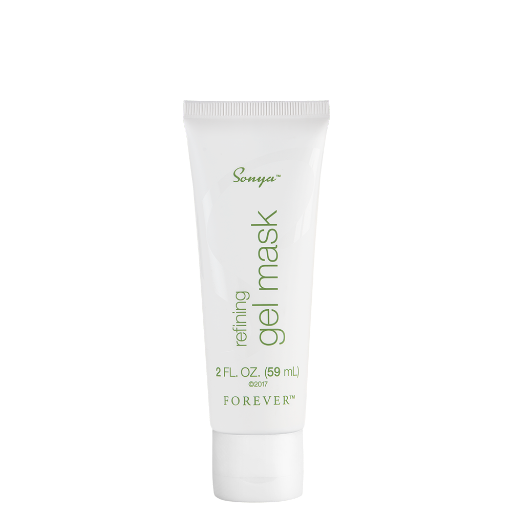 Sonya™
refining
gel mask
2 FL. OZ. (59 mL)
©2017
FOREVER™